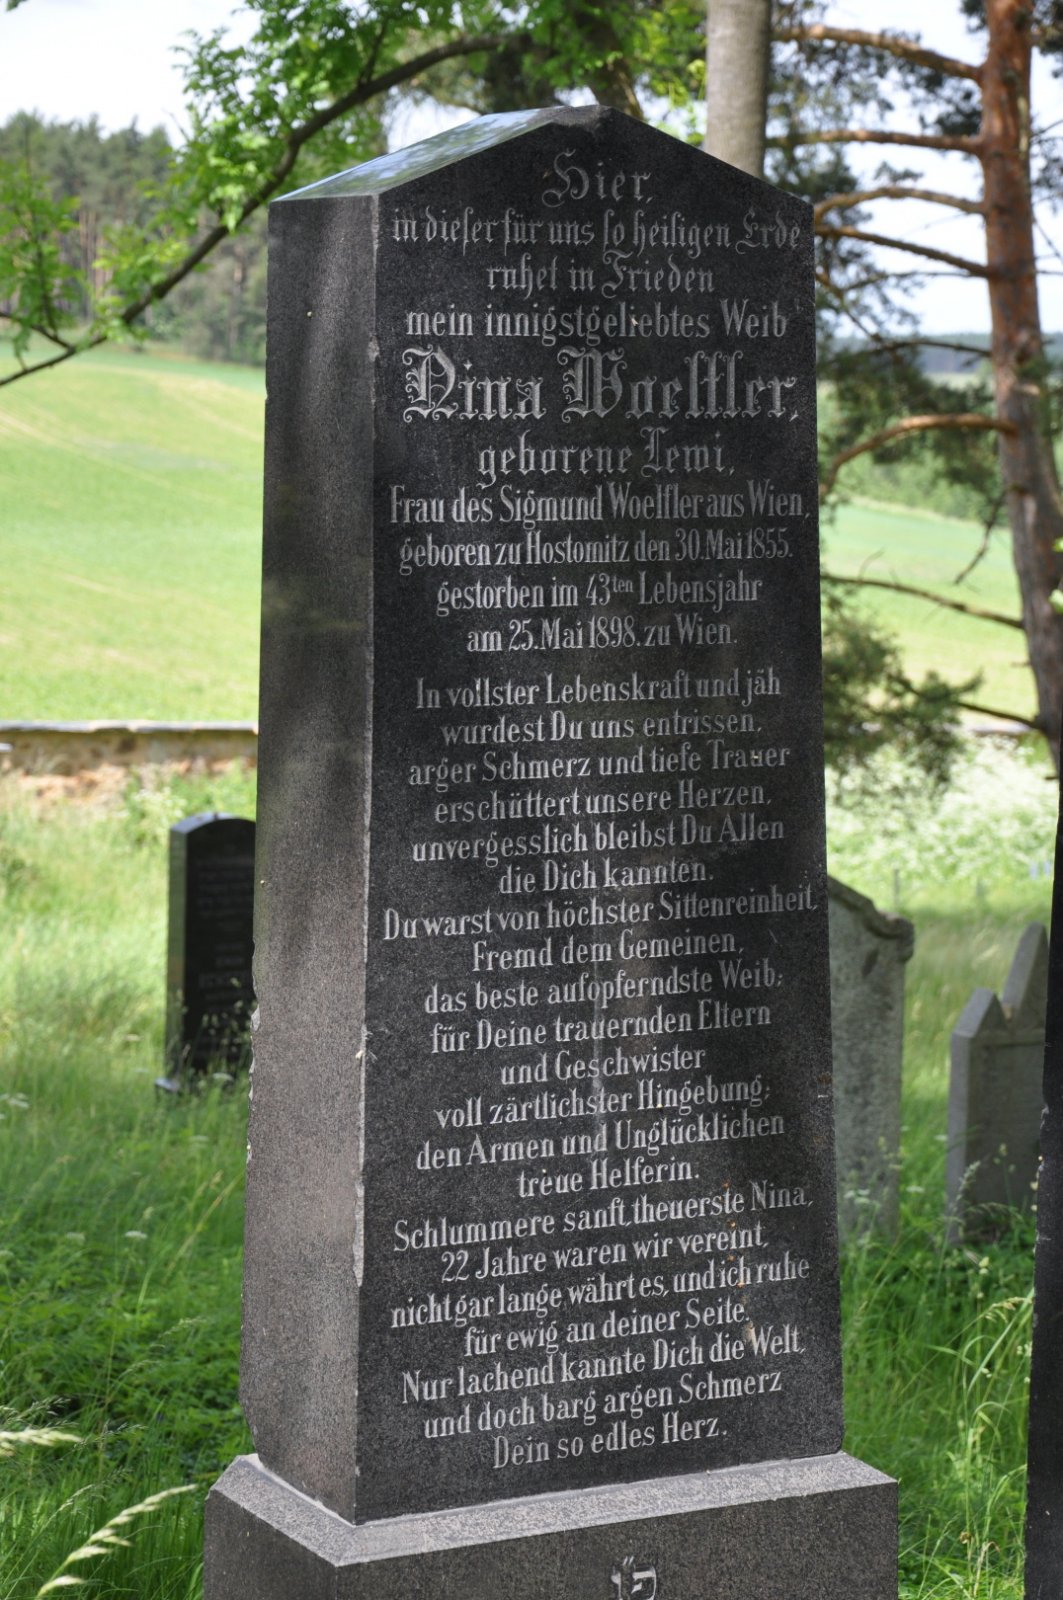 Hier,
in dieser für uns so heiligen Erde
ruhet in Frieden
mein innigstgeliebtes Weib
Nina Woelfler,
geborene Lewi,
Frau des Sigmund Woelfler aus Wien,
geboren zu Hostomitz den 30. Mai 1855.
gestorben im 43ten Lebensjahr
am 25. Mai 1898. zu Wien.
In vollster Lebenskraft und jäh
wurdest Du uns entrissen,
arger Schmerz und tiefe Trauer
erschüttert unsere Herzen,
unvergesslich bleibst Du Allen
die Dich kannten.
Du warst von höchster Sittenreinheit,
Fremd dem Gemeinen,
das beste aufopferndste Weib;
für Deine trauernden Eltern
und Geschwister
voll zärtlichster Hingebung;
den Armen und Unglücklichen
treue Helferin.
Schlummere sanft, theuerste Nina,
22 Jahre waren wir vereint,
nicht gar lange währt es, und ich ruhe
für ewig an deiner Seite.
Nur lachend kannte Dich die Welt,
und doch barg argen Schmerz
Dein so edles Herz.
פ״ו